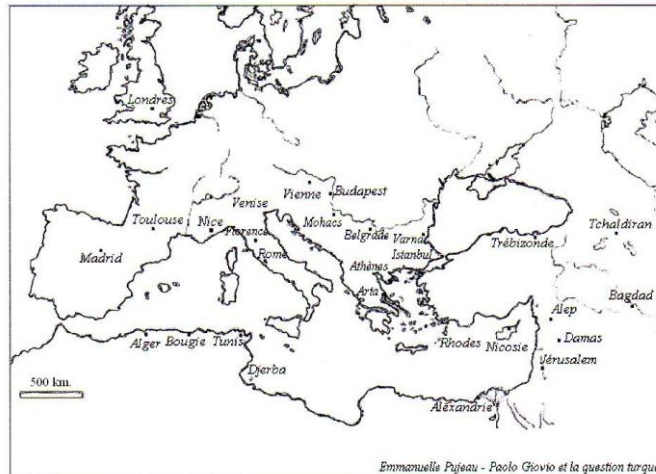 Londres
Vienne
Budapest
Venise
Mohacs
Toulouse
Nice
Florence
Belgrade
Varna
Tchaldiran
Trébizonde
Istanbul
Madrid
Rome
Athènes
Arta
Bagdad
Alep
Alger
Bougie
Tunis
Rhodes
Nicosie
Damas
Jérusalem
Djerba
500 km.
Aléxandrie
Emmanuelle Pujeau - Paolo Giovio et la question turque